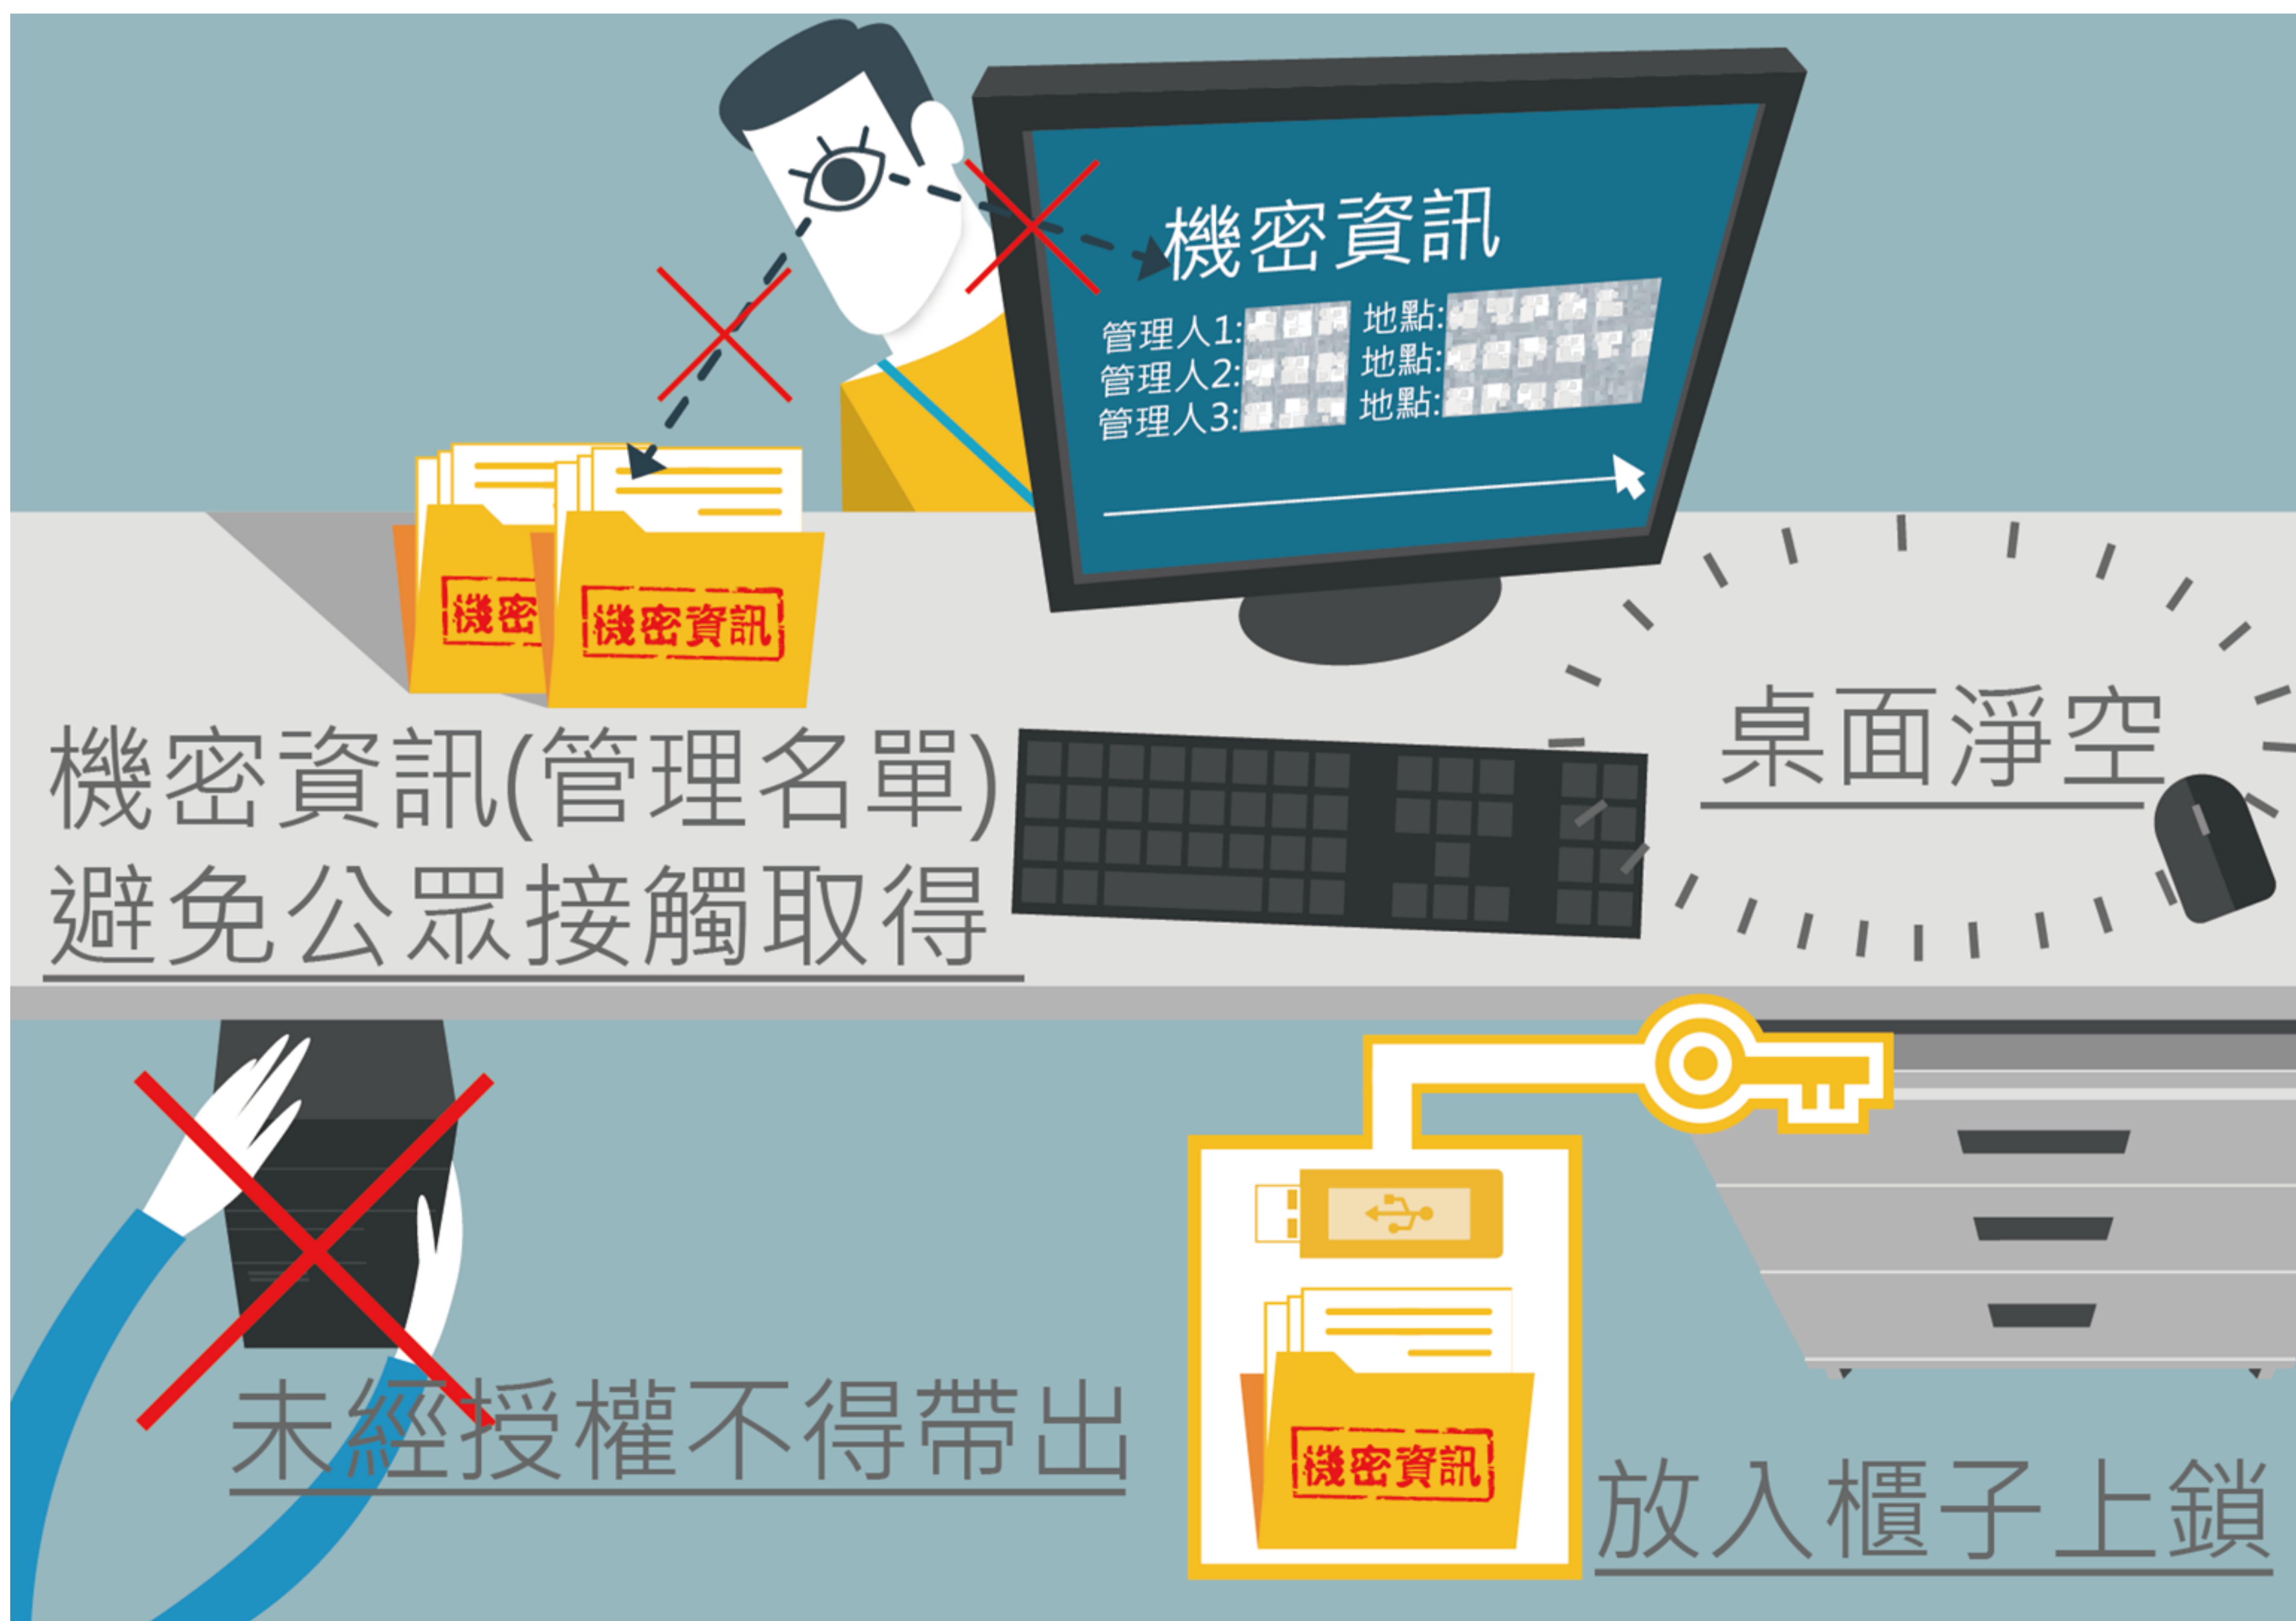 機密資訊
管理人1: 地點:
管理人2: 地點:
管理人3: 地點:
機密
機密資訊
機密資訊(管理名單)
避免公眾接觸取得
桌面淨空
未經授權不得帶出
機密資訊
放入櫃子上鎖